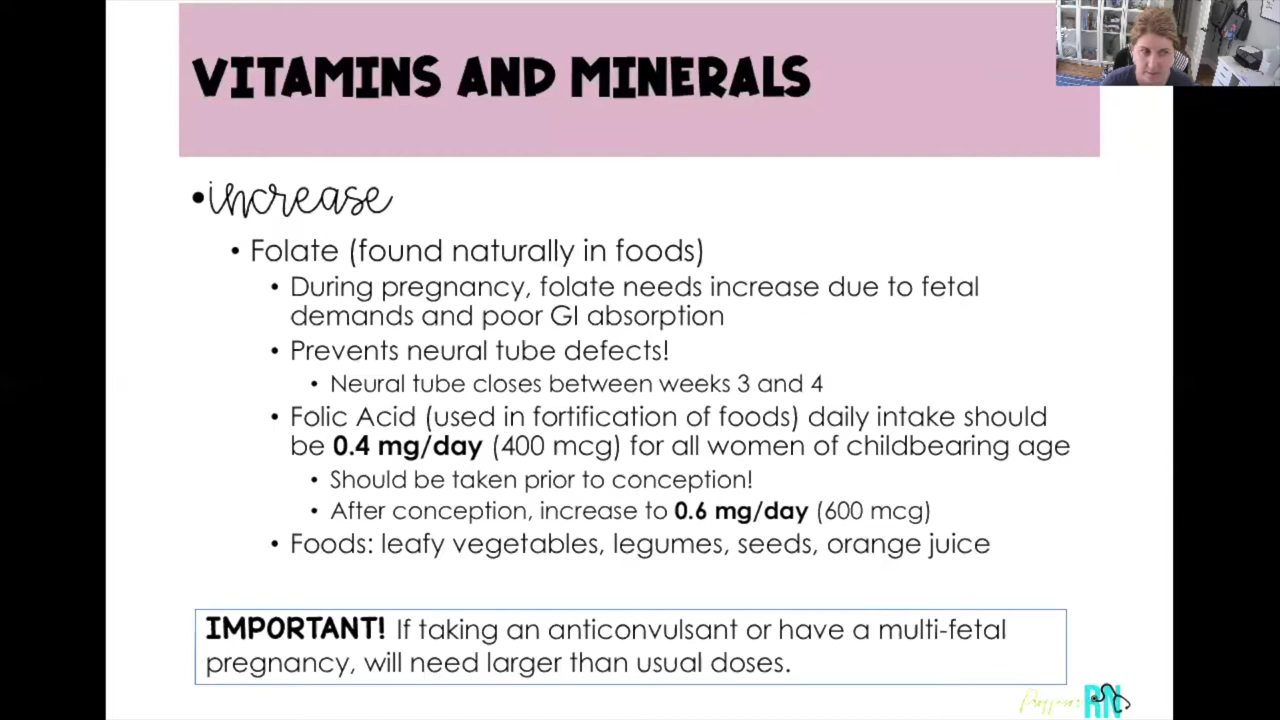 VITAMINS AND MINERALS
•increase
• Folate (found naturally in foods)
• During pregnancy, folate needs increase due to fetal
demands and poor GI absorption
• Prevents neural tube defects!
• Neural tube closes between weeks 3 and 4
• Folic Acid (used in fortification of foods) daily intake should
be 0.4 mg/day (400 mcg) for all women of childbearing age
• Should be taken prior to conception!
• After conception, increase to 0.6 mg/day (600 mcg)
• Foods: leafy vegetables, legumes, seeds, orange juice
IMPORTANT! If taking an anticonvulsant or have a multi-fetal
pregnancy, will need larger than usual doses.
Professor RN